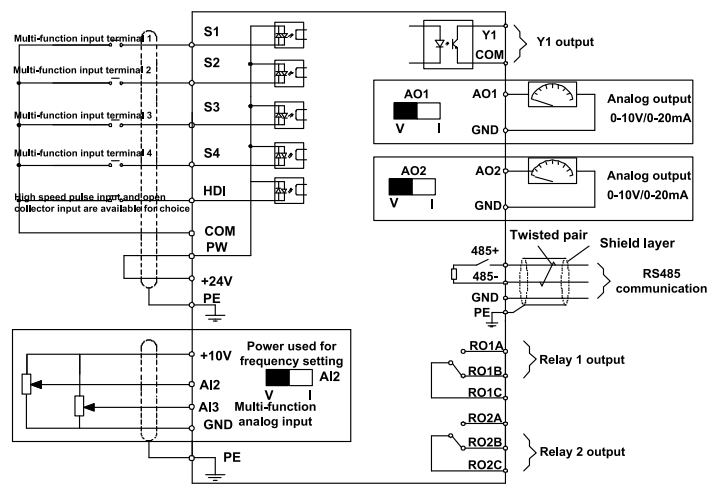 Multi-function input terminal 1
S1
Multi-function input terminal 2
S2
Multi-function input terminal 3
S3
Multi-function input terminal 4
S4
High speed pulse input and open
collector input are available for choice
HDI
COM
PW
+24V
PE
+10V
AI2
AI3
GND
PE
Power used for
frequency setting
AI2
V I
Multi-function
analog input
Y1
COM
Y1 output
AO1
V I
AO1
GND
Analog output
0-10V/0-20mA
AO2
V I
AO2
GND
Analog output
0-10V/0-20mA
Twisted pair
Shield layer
485+
485-
GND
PE
RS485
communication
RO1A
RO1B
RO1C
Relay 1 output
RO2A
RO2B
RO2C
Relay 2 output